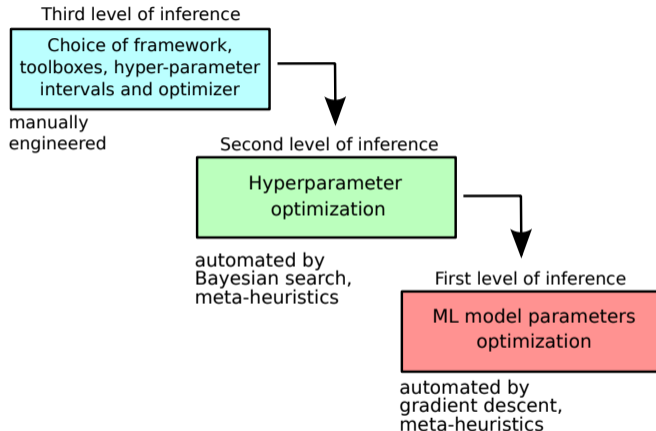 Third level of inference
Choice of framework,
toolboxes, hyper-parameter
intervals and optimizer
manually
engineered
Second level of inference
Hyperparameter
optimization
automated by
Bayesian search,
meta-heuristics
First level of inference
ML model parameters
optimization
automated by
gradient descent,
meta-heuristics